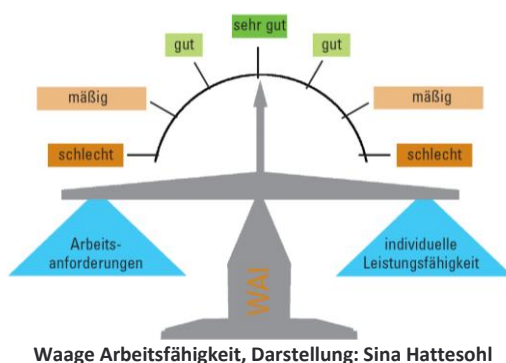 sehr gut
gut
gut
mäßig
mäßig
schlecht
schlecht
Arbeits-
anforderungen
individuelle
Leistungsfähigkeit
WAI
Waage Arbeitsfähigkeit, Darstellung: Sina Hattesohl